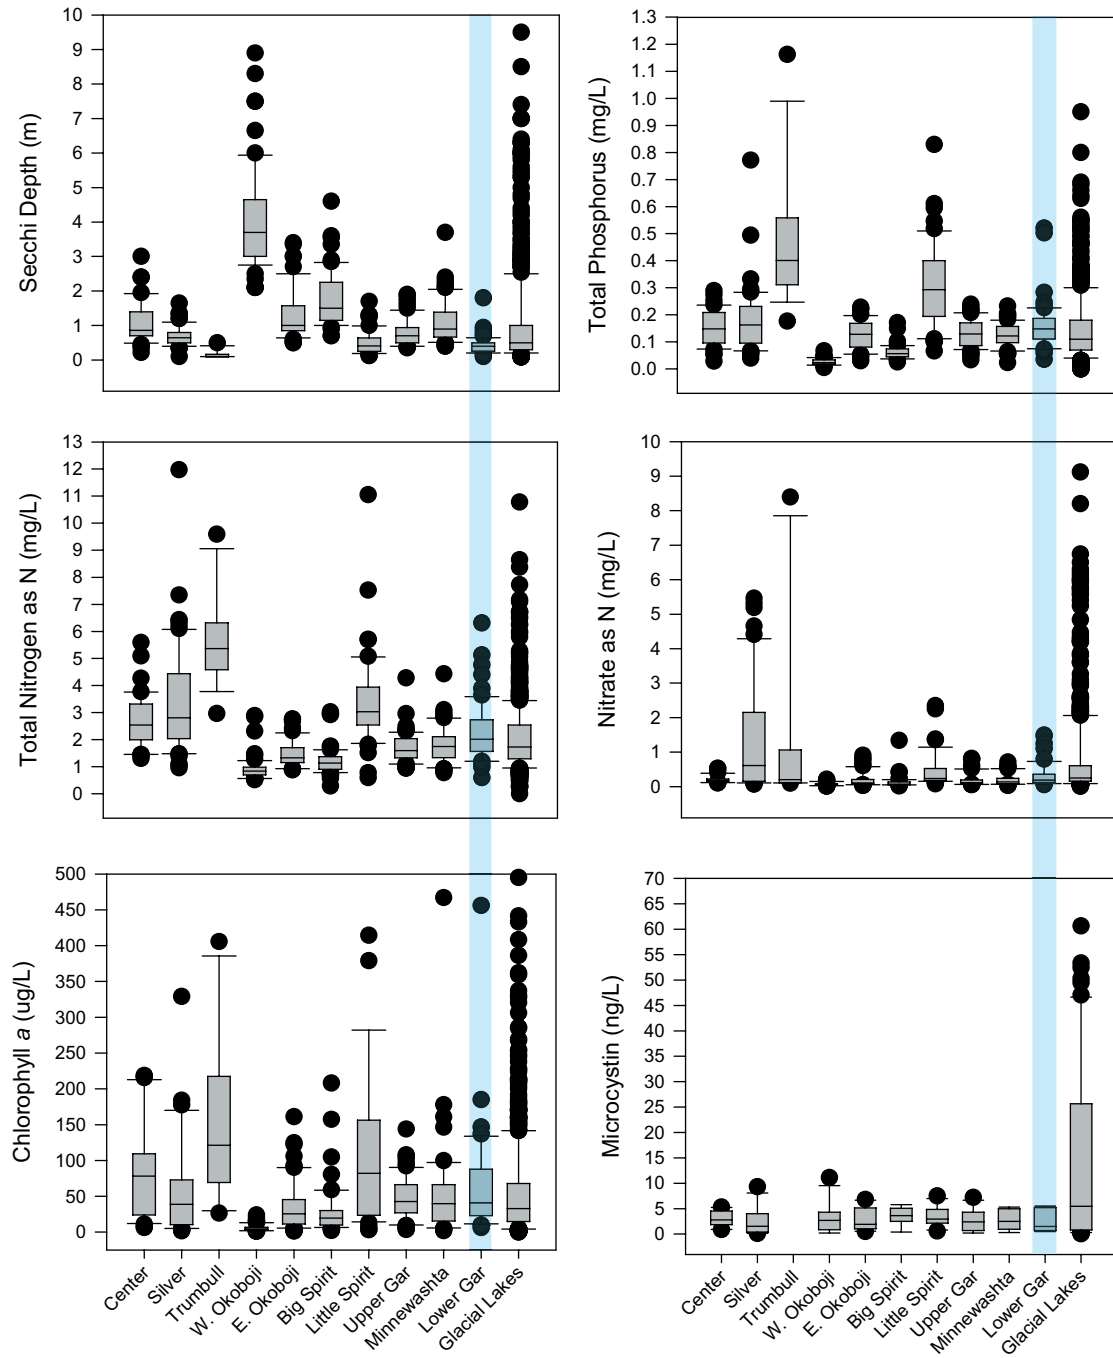 Secchi Depth (m)
10
9
8
7
6
5
4
3
2
1
0
Total Phosphorus (mg/L)
1.3
1.2
1.1
1.0
0.9
0.8
0.7
0.6
0.5
0.4
0.3
0.2
0.1
0.0
Total Nitrogen as N (mg/L)
13
12
11
10
9
8
7
6
5
4
3
2
1
0
Nitrate as N (mg/L)
10
9
8
7
6
5
4
3
2
1
0
Chlorophyll a (ug/L)
500
450
400
350
300
250
200
150
100
50
0
Center
Silver
Trumbull
W. Okoboji
E. Okoboji
Big Spirit
Little Spirit
Upper Gar
Minnewashta
Lower Gar
Glacial Lakes
Microcystin (ng/L)
70
65
60
55
50
45
40
35
30
25
20
15
10
5
0
Center
Silver
Trumbull
W. Okoboji
E. Okoboji
Big Spirit
Little Spirit
Upper Gar
Minnewashta
Lower Gar
Glacial Lakes